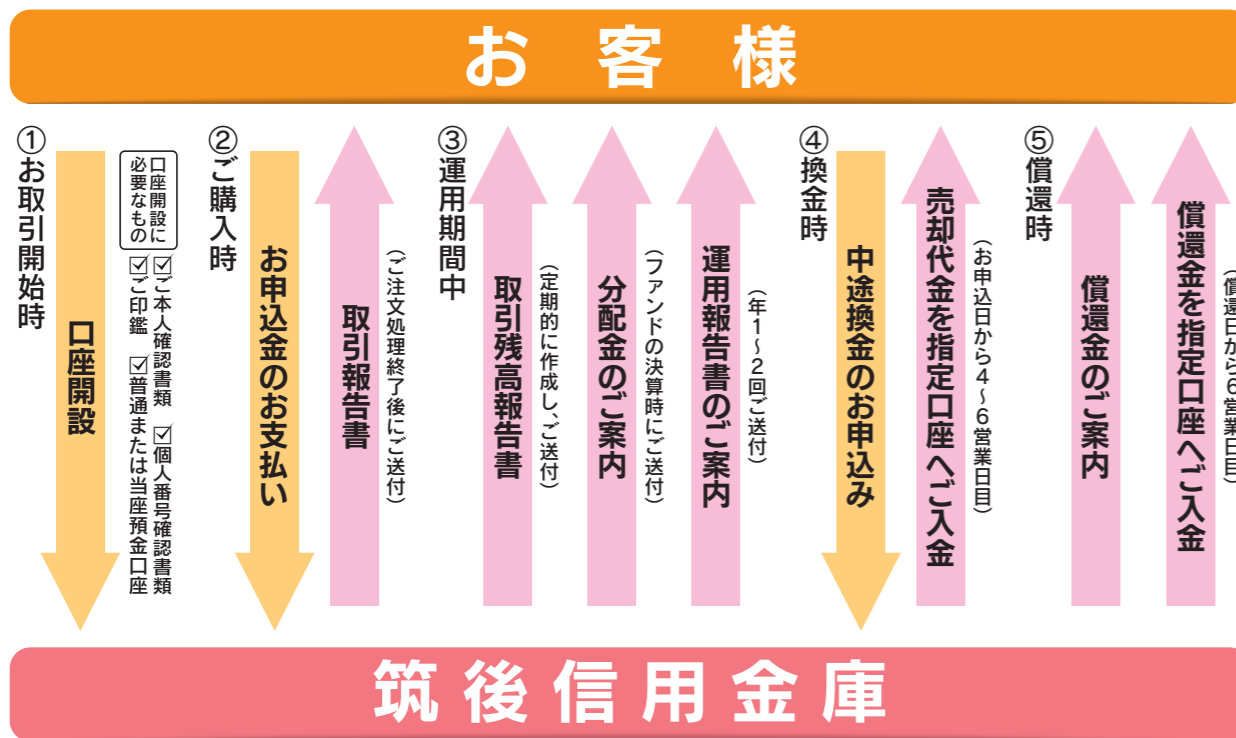 お客様
①お取引開始時
口座開設
口座開設に
必要なもの
☑ご本人確認書類 ☑個人番号確認書類
☑ご印鑑 ☑普通または当座預金口座
②ご購入時
お申込金のお支払い
取引報告書
(ご注文処理終了後にご送付)
③運用期間中
取引残高報告書
(定期的に作成し、ご送付)
分配金のご案内
(ファンドの決算時にご送付)
運用報告書のご案内
(年1～2回ご送付)
④換金時
中途換金のお申込み
売却代金を指定口座へご入金
(お申込日から4～6営業日目)
⑤償還時
償還金のご案内
償還金を指定口座へご入金
(償還日から6営業日目)
筑後信用金庫